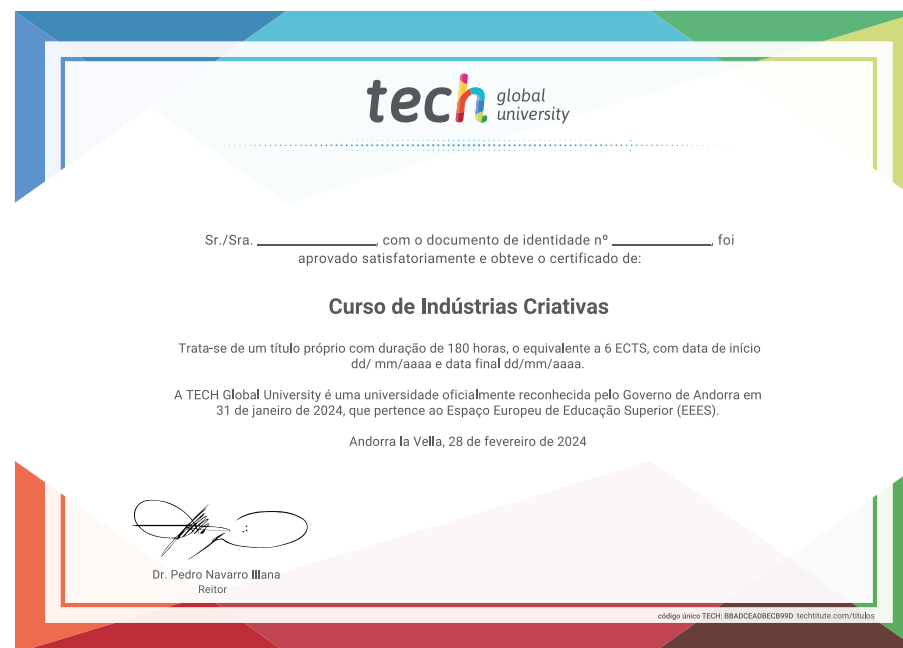 tech global university
Sr./Sra. ____________, com o documento de identidade nº ____________, foi
aprovado satisfatoriamente e obteve o certificado de:
Curso de Indústrias Criativas
Trata-se de um título próprio com duração de 180 horas, o equivalente a 6 ECTS, com data de início
dd/ mm/aaaa e data final dd/mm/aaaa.
A TECH Global University é uma universidade oficialmente reconhecida pelo Governo de Andorra em
31 de janeiro de 2024, que pertence ao Espaço Europeu de Educação Superior (EEES).
Andorra la Vella, 28 de fevereiro de 2024
Dr. Pedro Navarro Illana
Reitor
código único TECH: BBADCEADBECB99D techtitute.com/titulos